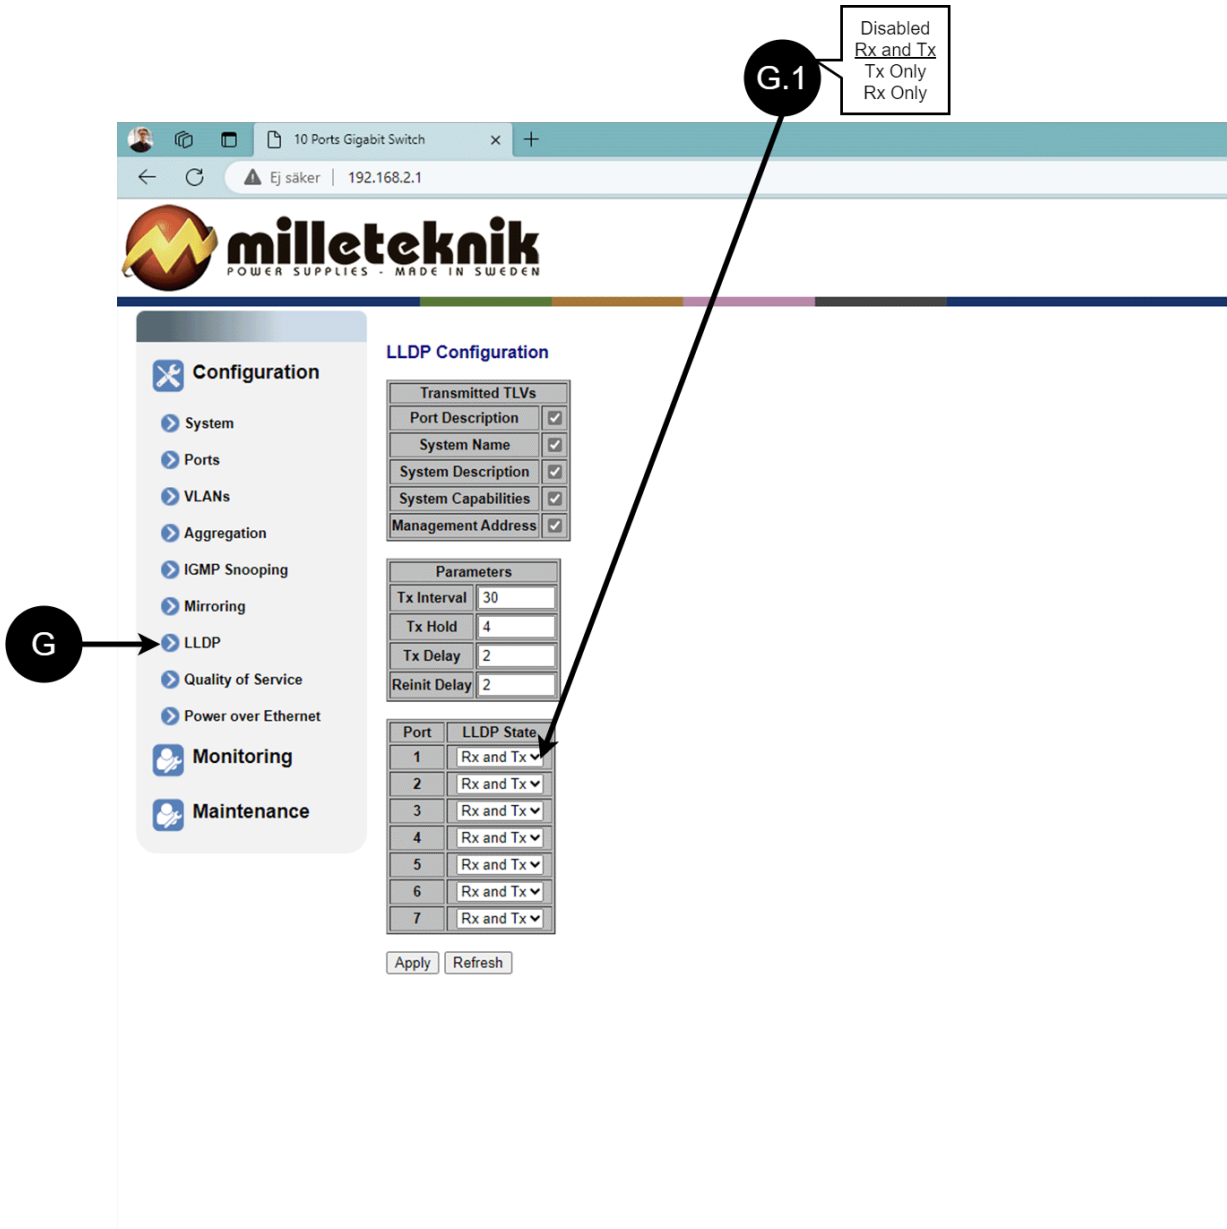 Disabled
Rx and Tx
Tx Only
Rx Only
G.1
10 Ports Gigabit Switch
Ej säker
192.168.2.1
milleteknik
POWER SUPPLIES - MADE IN SWEDEN
Configuration
System
Ports
VLANs
Aggregation
IGMP Snooping
Mirroring
G
LLDP
Quality of Service
Power over Ethernet
Monitoring
Maintenance
LLDP Configuration
Transmitted TLVs
Port Description
System Name
System Description
System Capabilities
Management Address
Parameters
Tx Interval 30
Tx Hold 4
Tx Delay 2
Reinit Delay 2
Port LLDP State
1 Rx and Tx
2 Rx and Tx
3 Rx and Tx
4 Rx and Tx
5 Rx and Tx
6 Rx and Tx
7 Rx and Tx
Apply Refresh